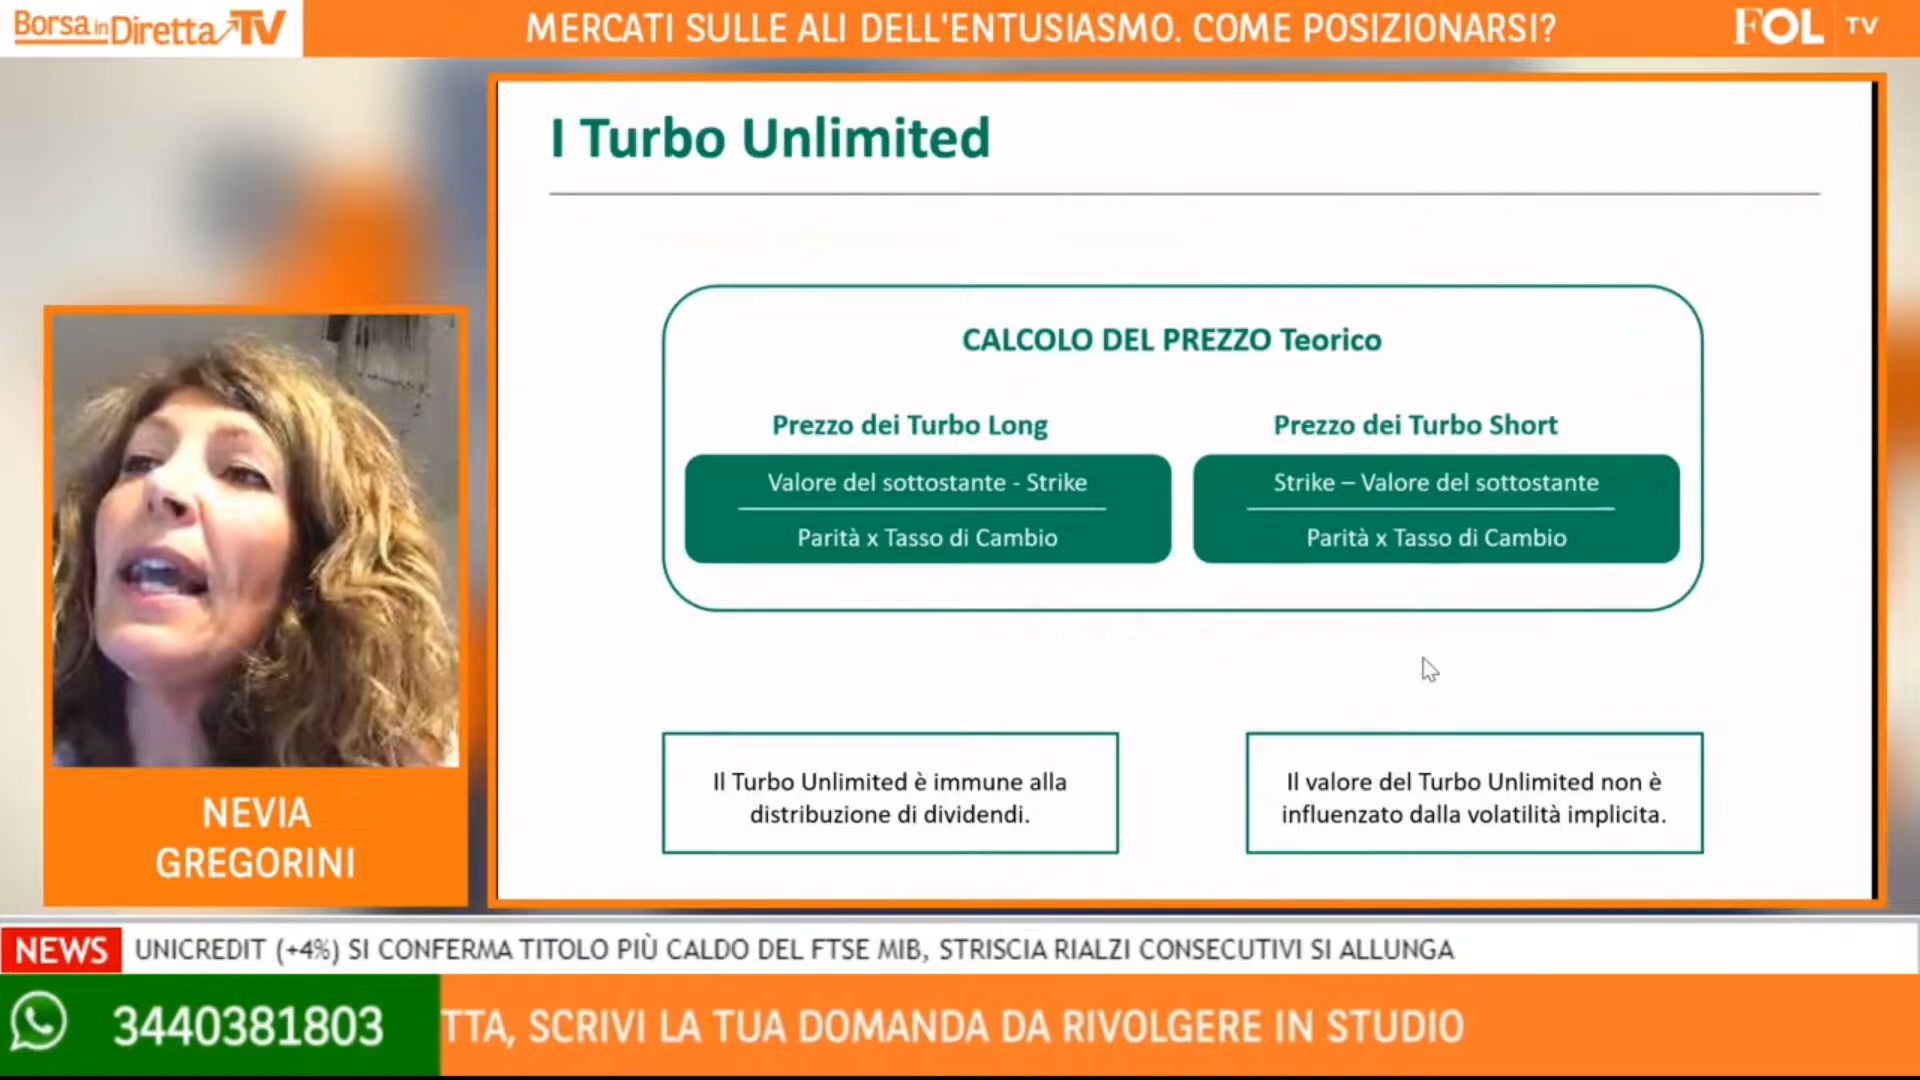 Borsa in Diretta TV
MERCATI SULLE ALI DELL'ENTUSIASMO. COME POSIZIONARSI?
FOL TV
I Turbo Unlimited
CALCOLO DEL PREZZO Teorico
Prezzo dei Turbo Long
Valore del sottostante - Strike
Parità x Tasso di Cambio
Prezzo dei Turbo Short
Strike – Valore del sottostante
Parità x Tasso di Cambio
Il Turbo Unlimited è immune alla
distribuzione di dividendi.
Il valore del Turbo Unlimited non è
influenzato dalla volatilità implicita.
NEVIA
GREGORINI
NEWS UNICREDIT (+4%) SI CONFERMA TITOLO PIÙ CALDO DEL FTSE MIB, STRISCIA RIALZI CONSECUTIVI SI ALLUNGA
3440381803 TTA, SCRIVI LA TUA DOMANDA DA RIVOLGERE IN STUDIO